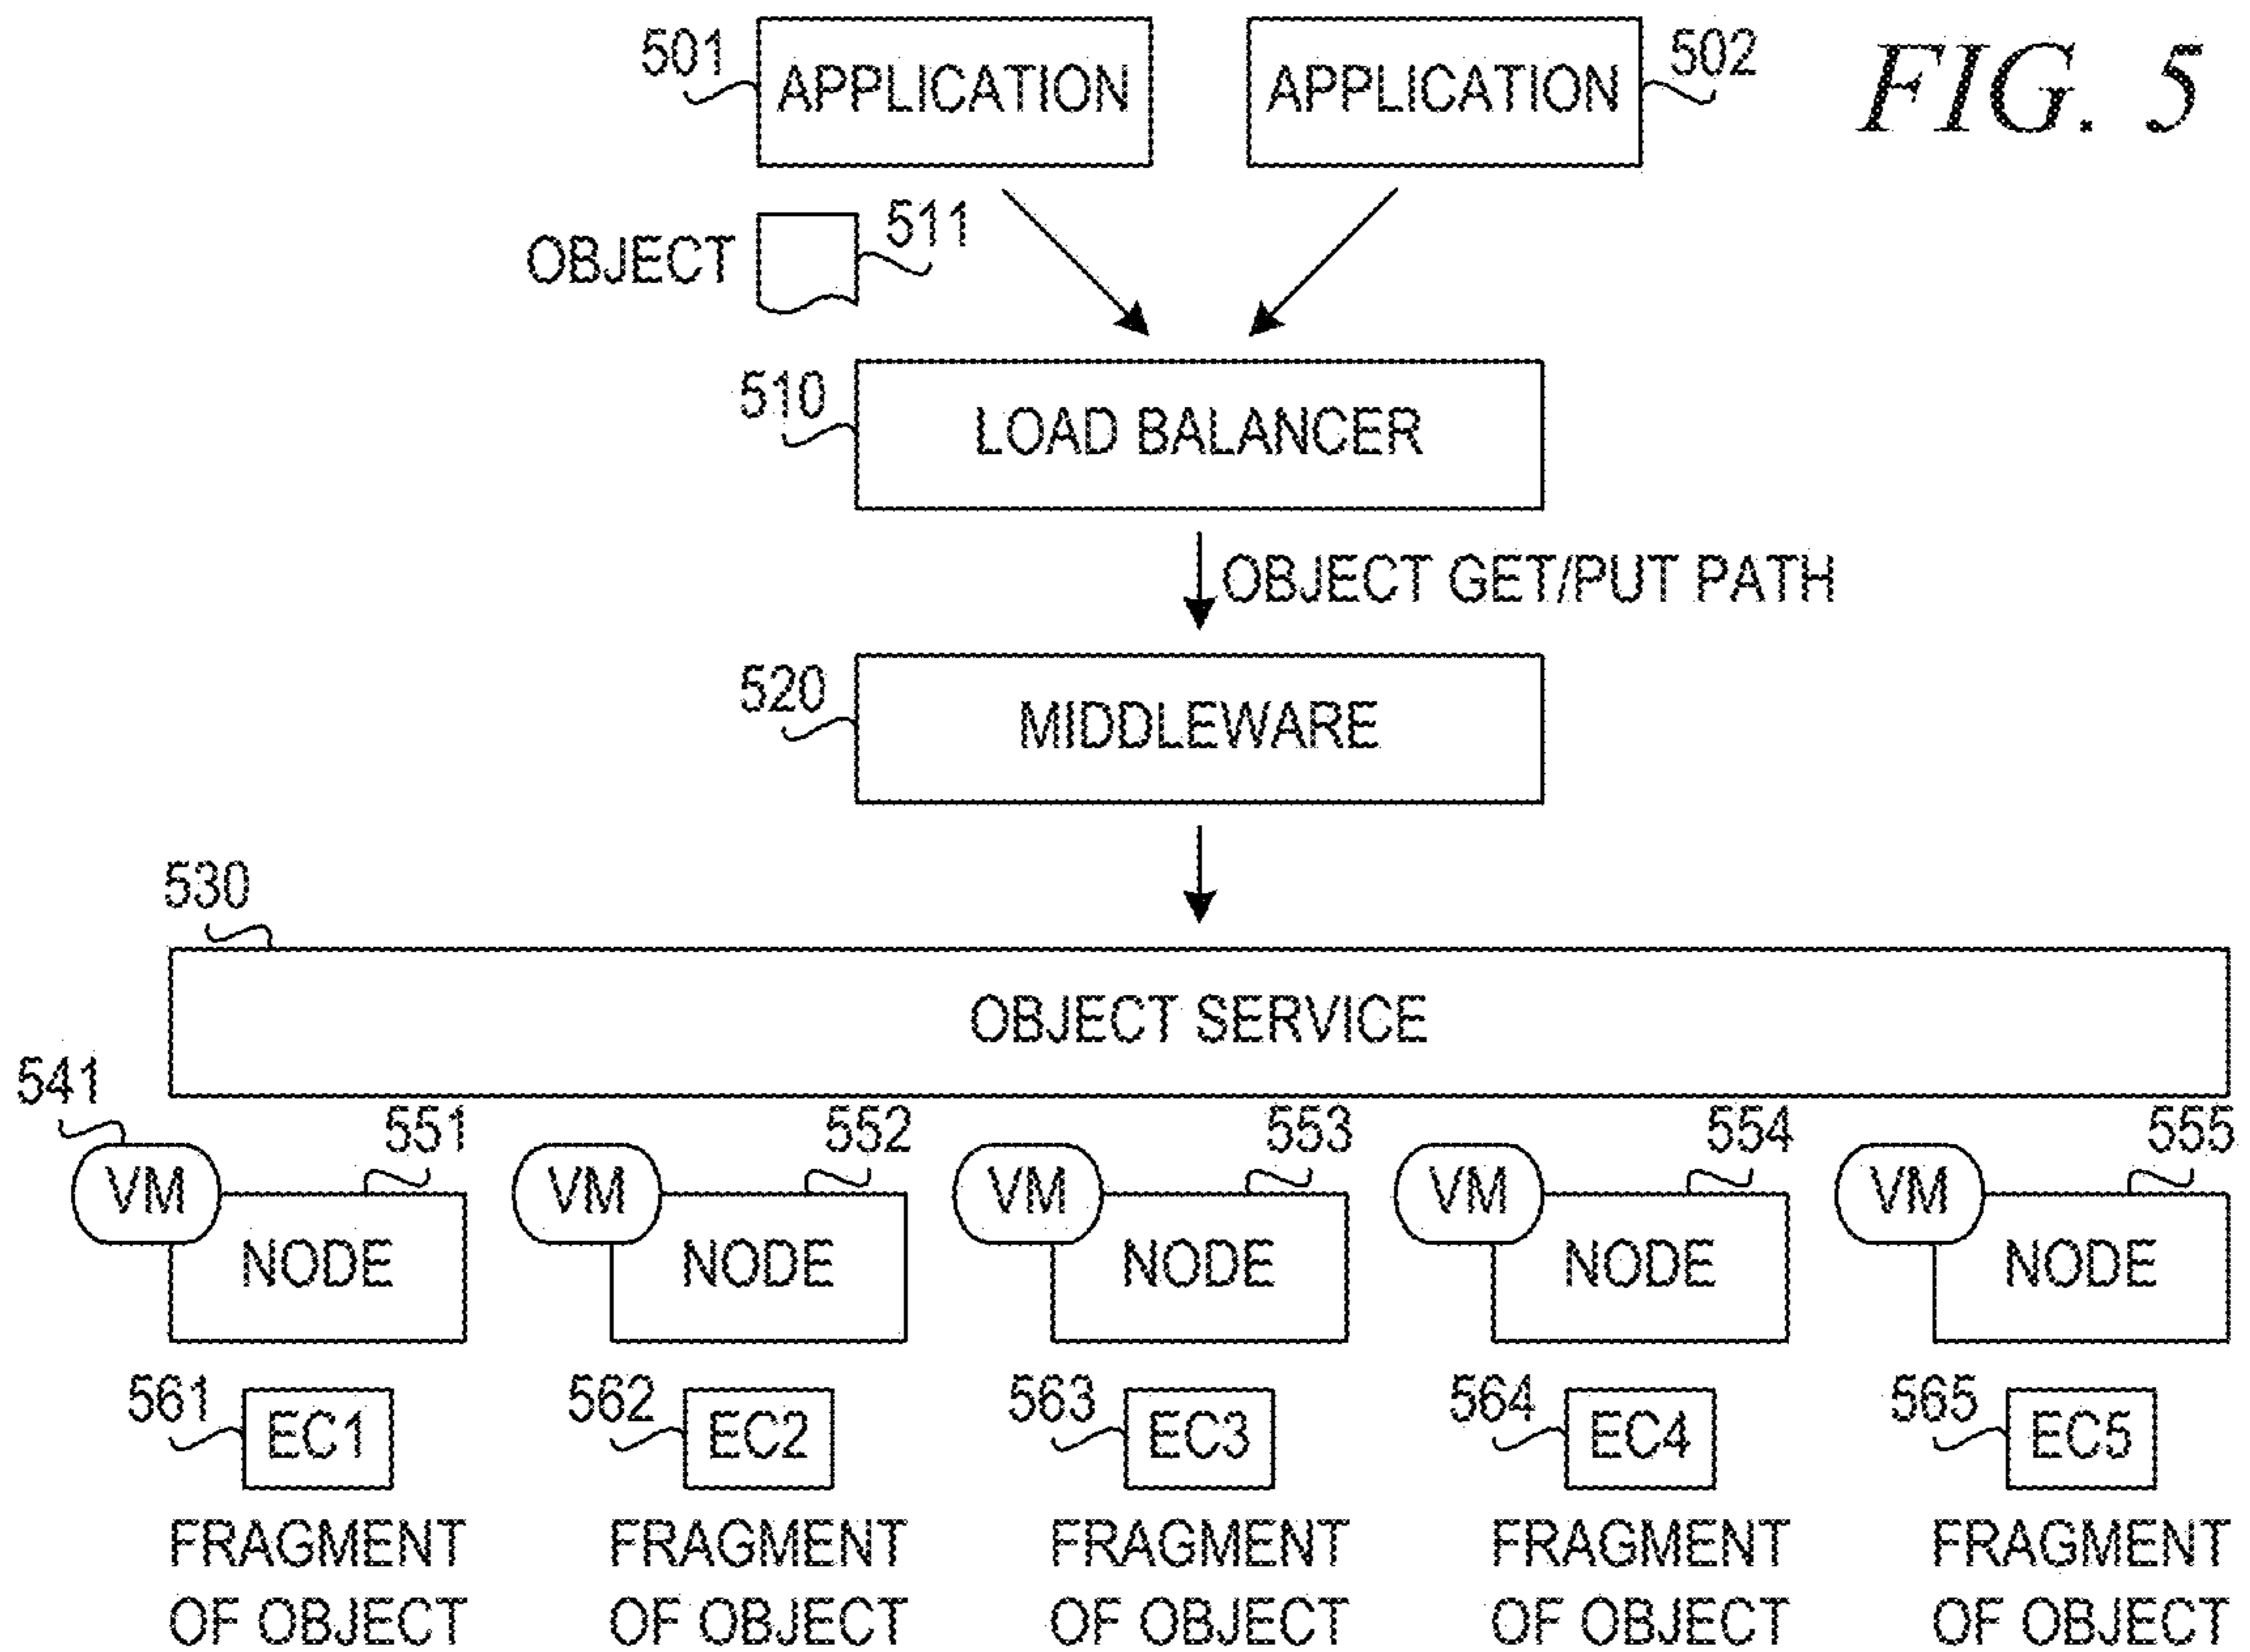 FIG. 5
501
APPLICATION
APPLICATION
502
OBJECT
511
510
LOAD BALANCER
OBJECT GET/PUT PATH
520
MIDDLEWARE
530
OBJECT SERVICE
541
551
552
553
554
555
VM
VM
VM
VM
VM
NODE
NODE
NODE
NODE
NODE
561
EC1
562
EC2
563
EC3
564
EC4
565
EC5
FRAGMENT
OF OBJECT
FRAGMENT
OF OBJECT
FRAGMENT
OF OBJECT
FRAGMENT
OF OBJECT
FRAGMENT
OF OBJECT